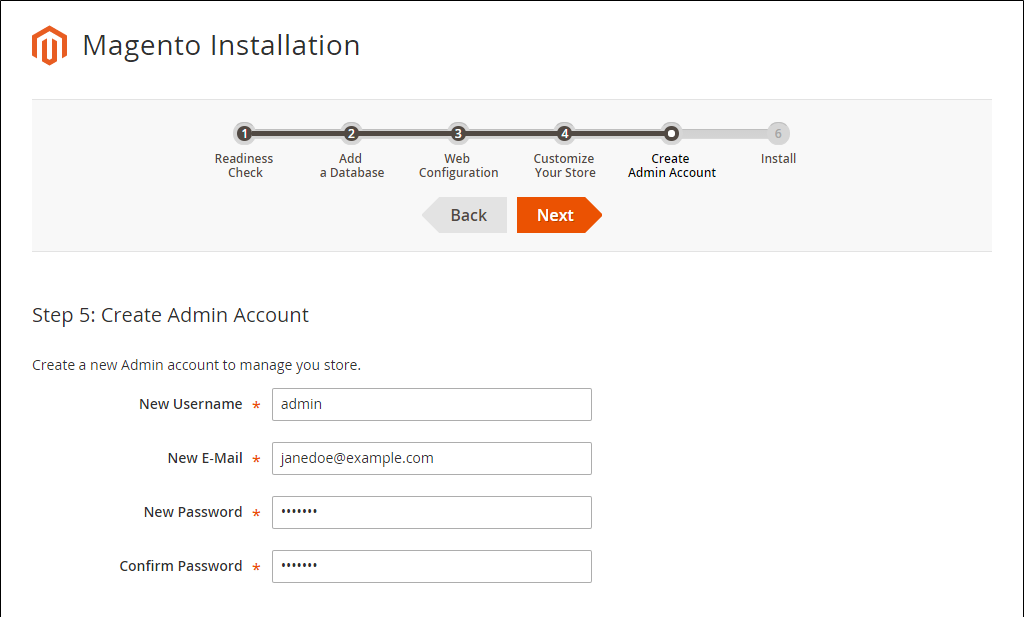 Magento Installation
1 2 3 4 6
Readiness Check
Add a Database
Web Configuration
Customize Your Store
Create Admin Account
Install
Back Next
Step 5: Create Admin Account
Create a new Admin account to manage you store.
New Username * admin
New E-Mail * janedoe@example.com
New Password * •••••••
Confirm Password * •••••••